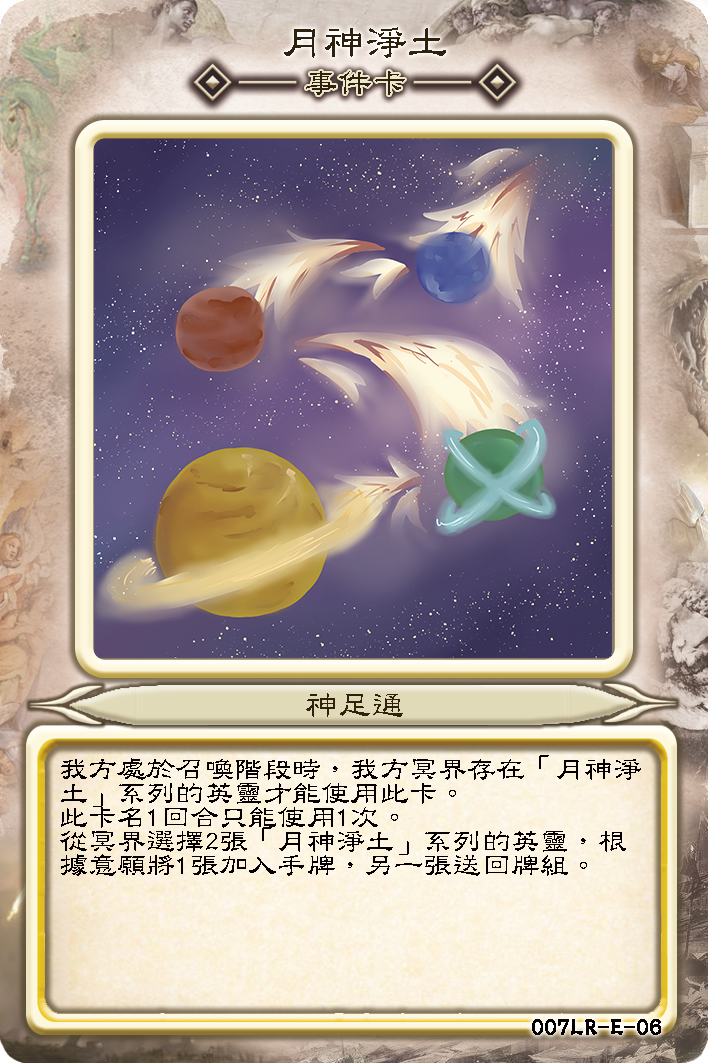 月神淨土
事件卡
神足通
我方處於召喚階段時，我方冥界存在「月神淨
土」系列的英靈才能使用此卡。
此卡名1回合只能使用1次。
從冥界選擇2張「月神淨土」系列的英靈，根
據意願將1張加入手牌，另一張送回牌組。
007LR-E-06